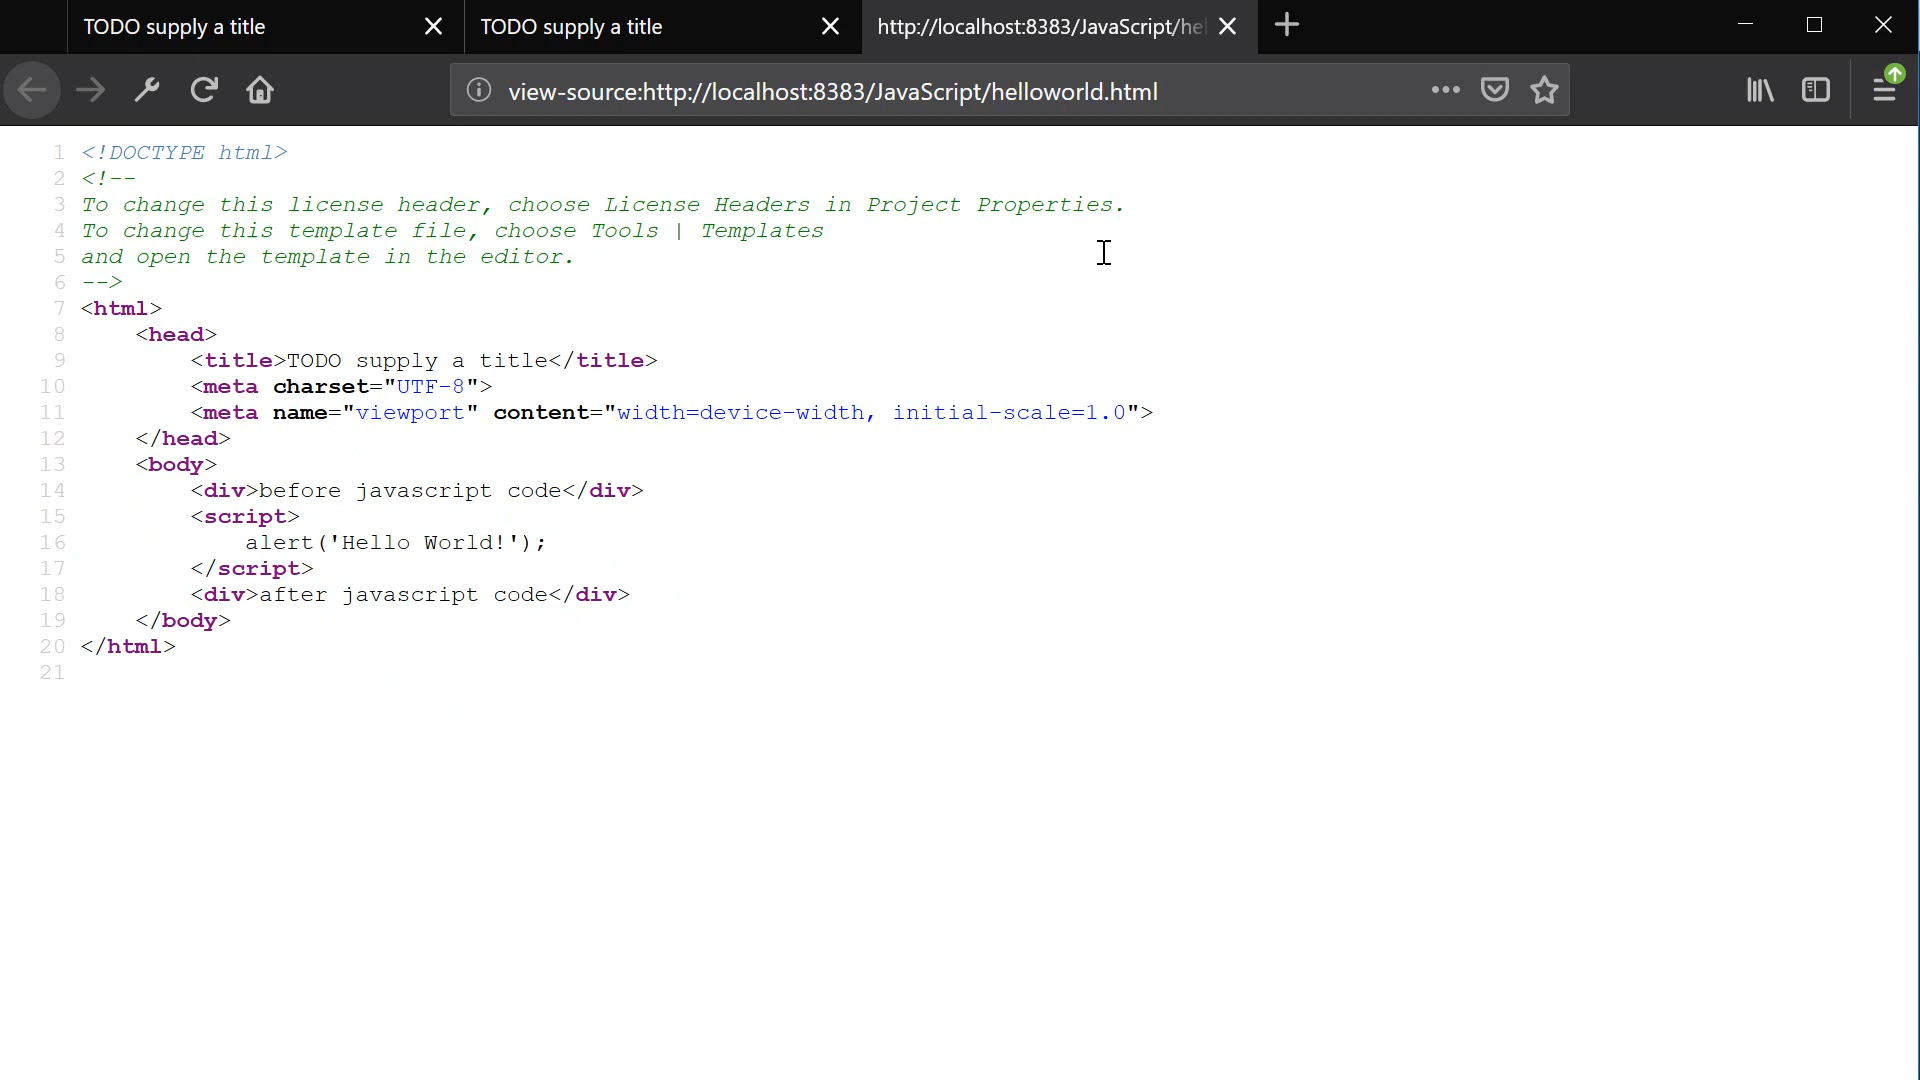 TODO supply a title
TODO supply a title
http://localhost:8383/JavaScript/hel
view-source:http://localhost:8383/JavaScript/helloworld.html
1 <!DOCTYPE html>
2 <!--
3 To change this license header, choose License Headers in Project Properties.
4 To change this template file, choose Tools | Templates
5 and open the template in the editor.
6 -->
7 <html>
8     <head>
9         <title>TODO supply a title</title>
10         <meta charset="UTF-8">
11         <meta name="viewport" content="width=device-width, initial-scale=1.0">
12     </head>
13     <body>
14         <div>before javascript code</div>
15         <script>
16             alert('Hello World!');
17         </script>
18         <div>after javascript code</div>
19     </body>
20 </html>
21